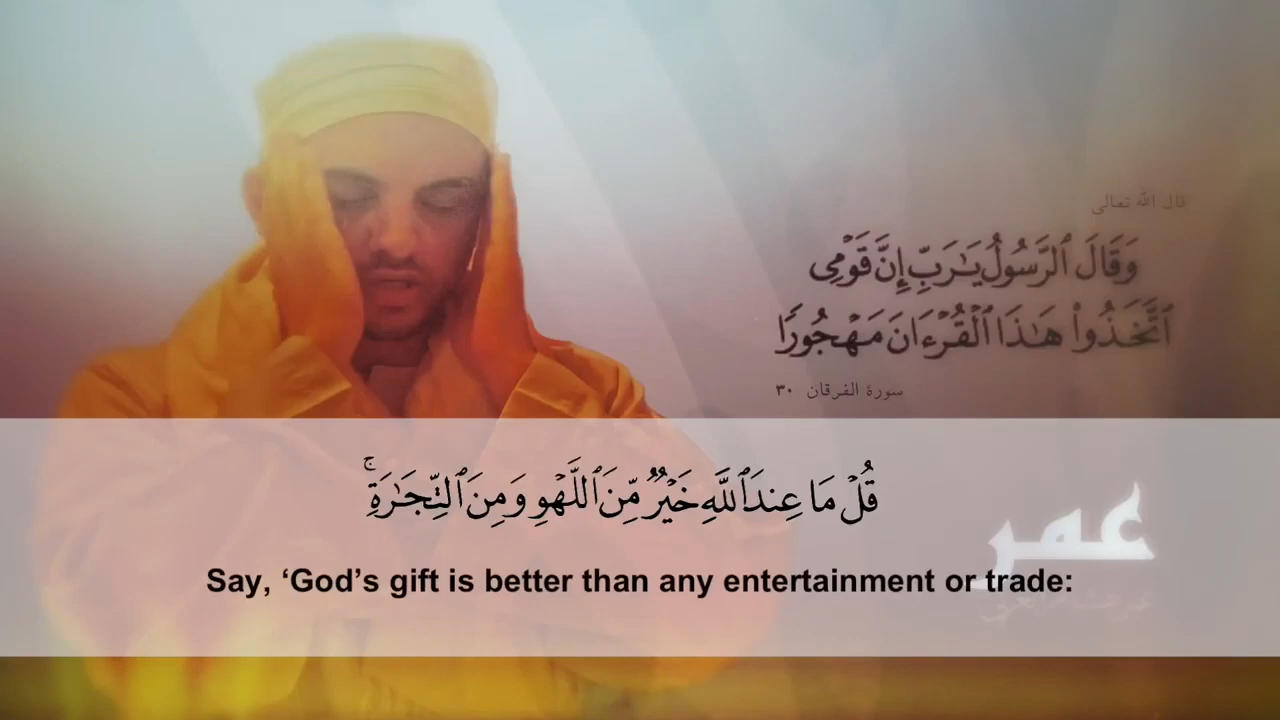 قال الله تعالى
وَقَالَ ٱلرَّسُولُ يَـٰرَبِّ إِنَّ قَوْمِى
ٱتَّخَذُوا۟ هَـٰذَا ٱلْقُرْءَانَ مَهْجُورًا
سورة الفرقان ٣٠
قُلْ مَا عِندَ ٱللَّهِ خَيْرٌ مِّنَ ٱللَّهْوِ وَمِنَ ٱلتِّجَـٰرَةِ ۚ
عمر
Say, ‘God’s gift is better than any entertainment or trade: